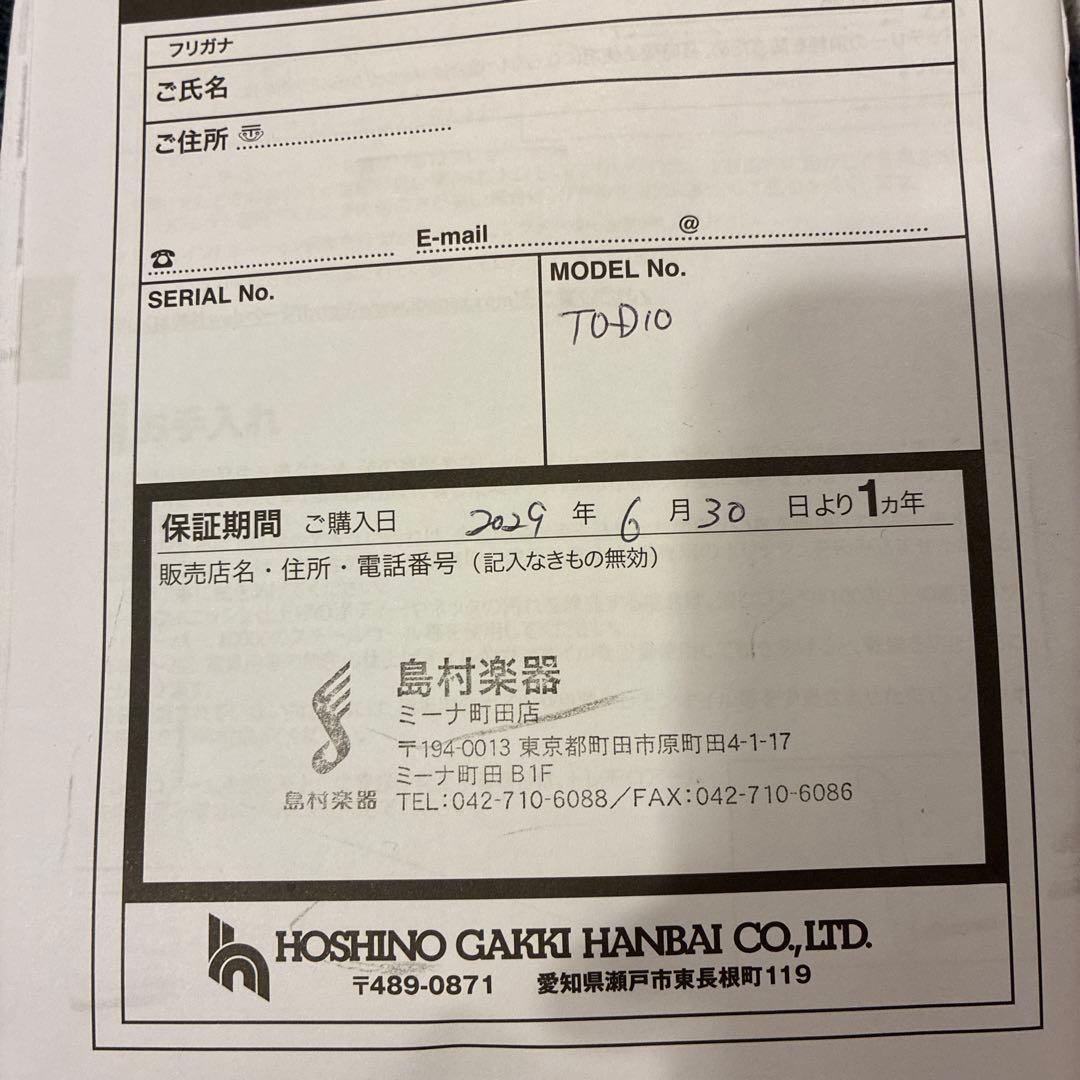 フリガナ
ご氏名
ご住所 〒
☎ E-mail @
SERIAL No.
MODEL No.
TOD10
保証期間 ご購入日 2029 年 6 月 30 日より1ヵ年
販売店名・住所・電話番号（記入なきもの無効）
島村楽器
ミーナ町田店
〒194-0013 東京都町田市原町田4-1-17
ミーナ町田 B1F
島村楽器
TEL:042-710-6088/FAX:042-710-6086
HOSHINO GAKKI HANBAI CO.,LTD.
〒489-0871 愛知県瀬戸市東長根町119